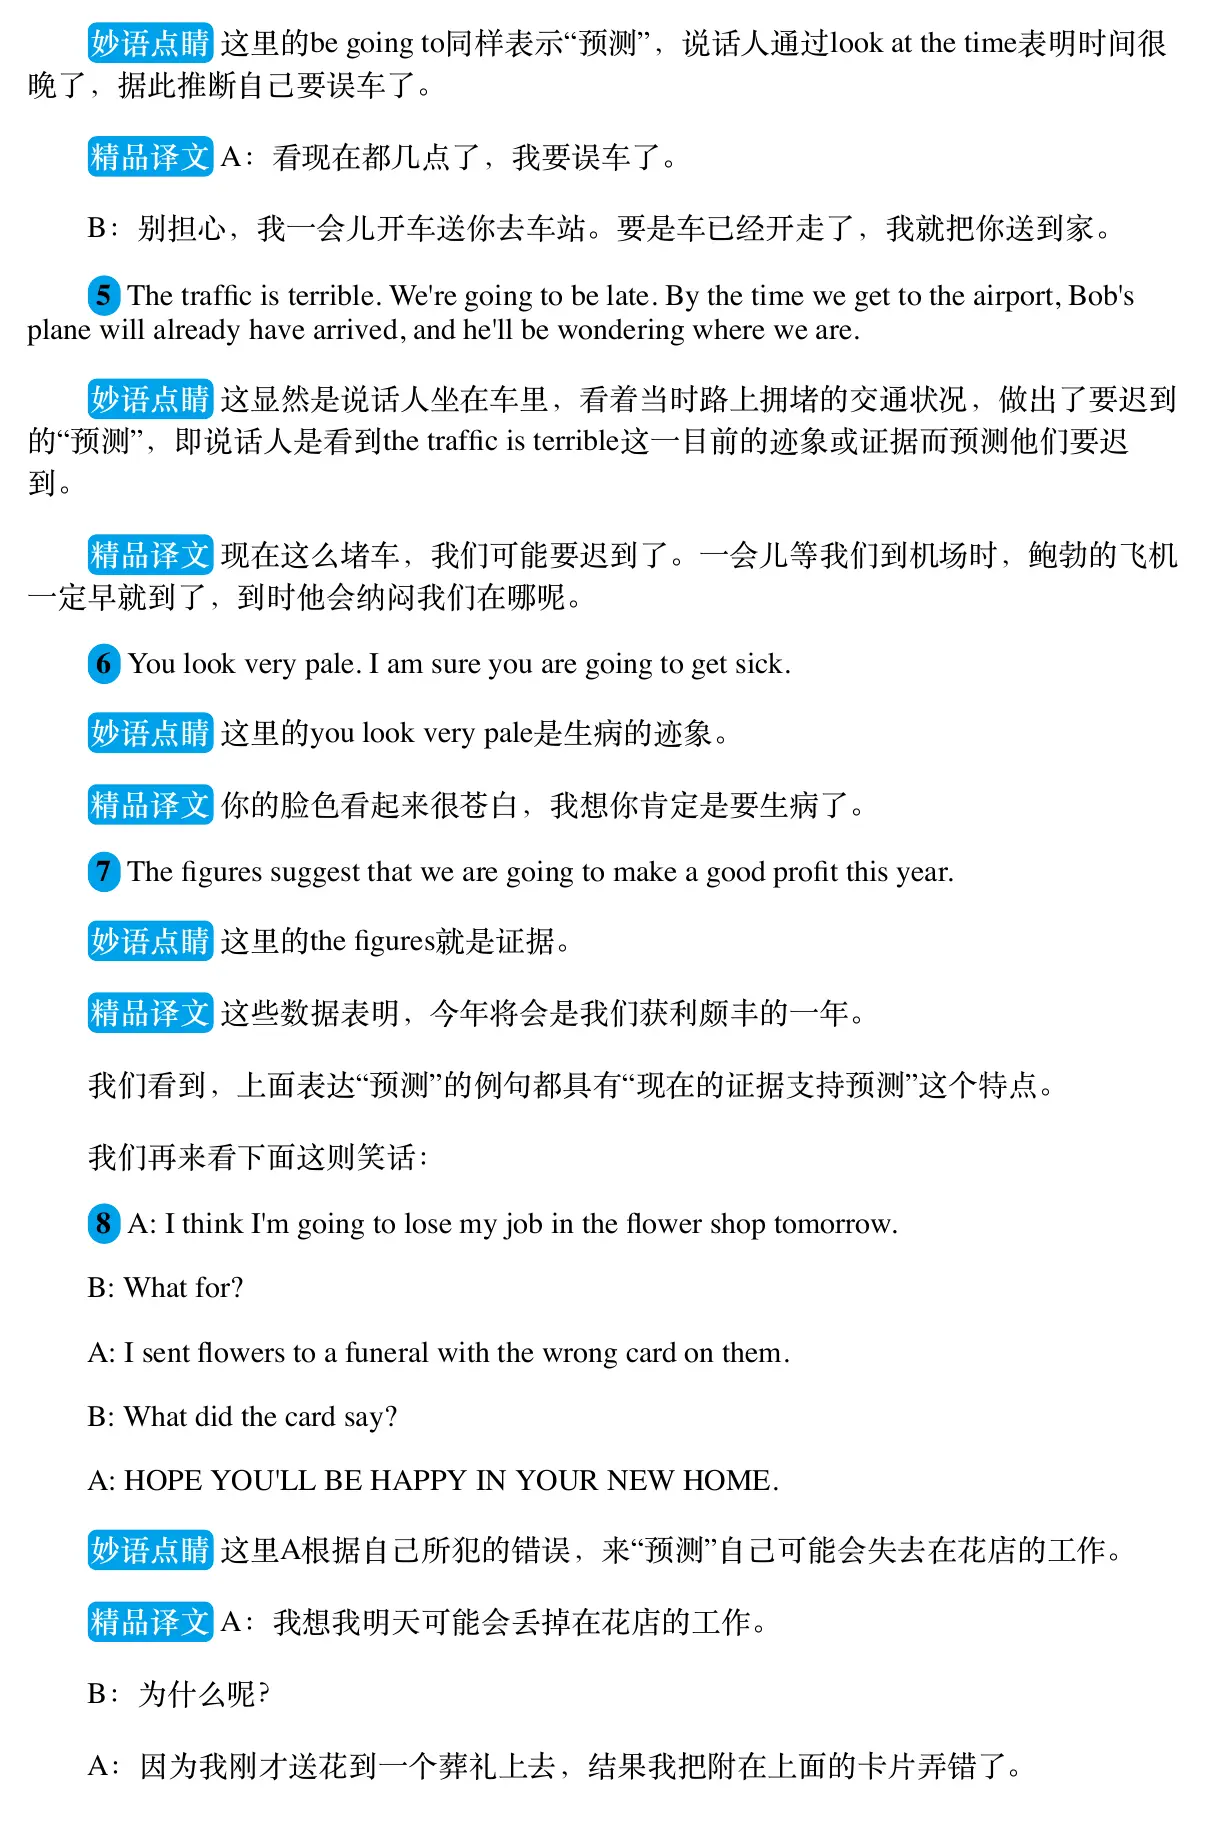 妙语点睛 这里的be going to同样表示“预测”，说话人通过look at the time表明时间很
晚了，据此推断自己要误车了。
精品译文 A：看现在都几点了，我要误车了。
B：别担心，我一会儿开车送你去车站。要是车已经开走了，我就把你送到家。
5 The traffic is terrible. We're going to be late. By the time we get to the airport, Bob's
plane will already have arrived, and he'll be wondering where we are.
妙语点睛 这显然是说话人坐在车里，看着当时路上拥堵的交通状况，做出了要迟到
的“预测”，即说话人是看到the traffic is terrible这一目前的迹象或证据而预测他们要迟
到。
精品译文 现在这么堵车，我们可能要迟到了。一会儿等我们到机场时，鲍勃的飞机
一定早就到了，到时他会纳闷我们在哪呢。
6 You look very pale. I am sure you are going to get sick.
妙语点睛 这里的you look very pale是生病的迹象。
精品译文 你的脸色看起来很苍白，我想你肯定是要生病了。
7 The figures suggest that we are going to make a good profit this year.
妙语点睛 这里的the figures就是证据。
精品译文 这些数据表明，今年将会是我们获利颇丰的一年。
我们看到，上面表达“预测”的例句都具有“现在的证据支持预测”这个特点。
我们再来看下面这则笑话：
8 A: I think I'm going to lose my job in the flower shop tomorrow.
B: What for?
A: I sent flowers to a funeral with the wrong card on them.
B: What did the card say?
A: HOPE YOU'LL BE HAPPY IN YOUR NEW HOME.
妙语点睛 这里A根据自己所犯的错误，来“预测”自己可能会失去在花店的工作。
精品译文 A：我想我明天可能会丢掉在花店的工作。
B：为什么呢？
A：因为我刚才送花到一个葬礼上去，结果我把附在上面的卡片弄错了。